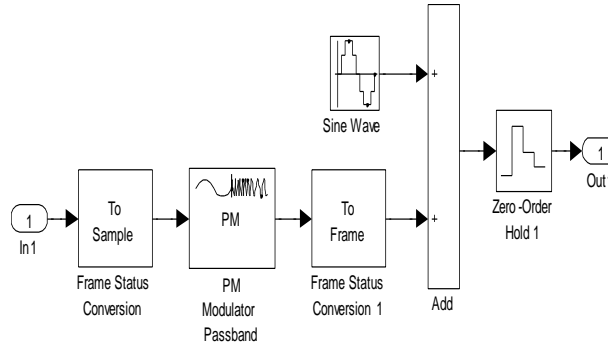 Sine Wave
+
1
In1
To
Sample
Frame Status
Conversion
PM
PM
Modulator
Passband
To
Frame
Frame Status
Conversion 1
+
Add
Zero -Order
Hold 1
1
Out